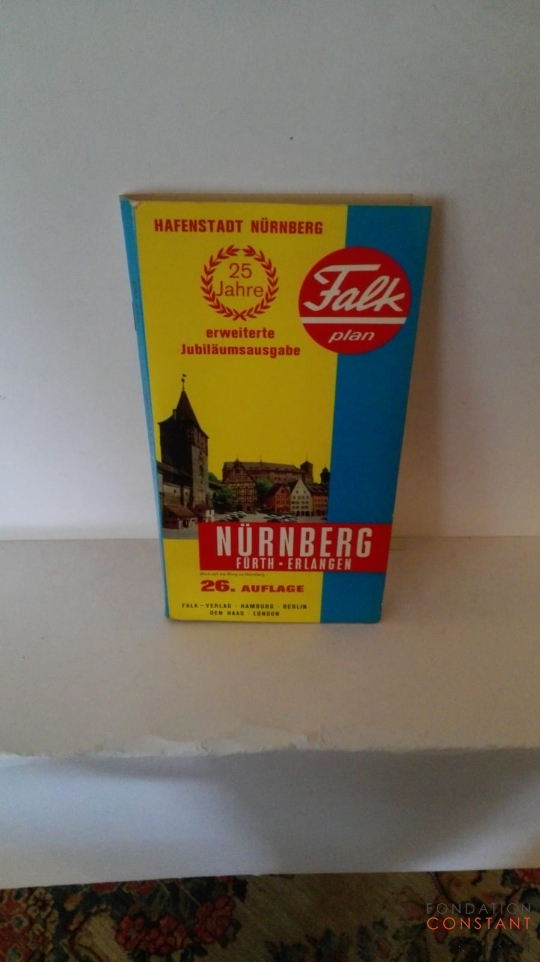 HAFENSTADT NÜRNBERG
25
Jahre
erweiterte
Jubiläumsausgabe
Falk
plan
NÜRNBERG
FÜRTH · ERLANGEN
26. AUFLAGE
FALK – VERLAG · HAMBURG · BERLIN
DEN HAAG · LONDON
FONDATION
CONSTANT